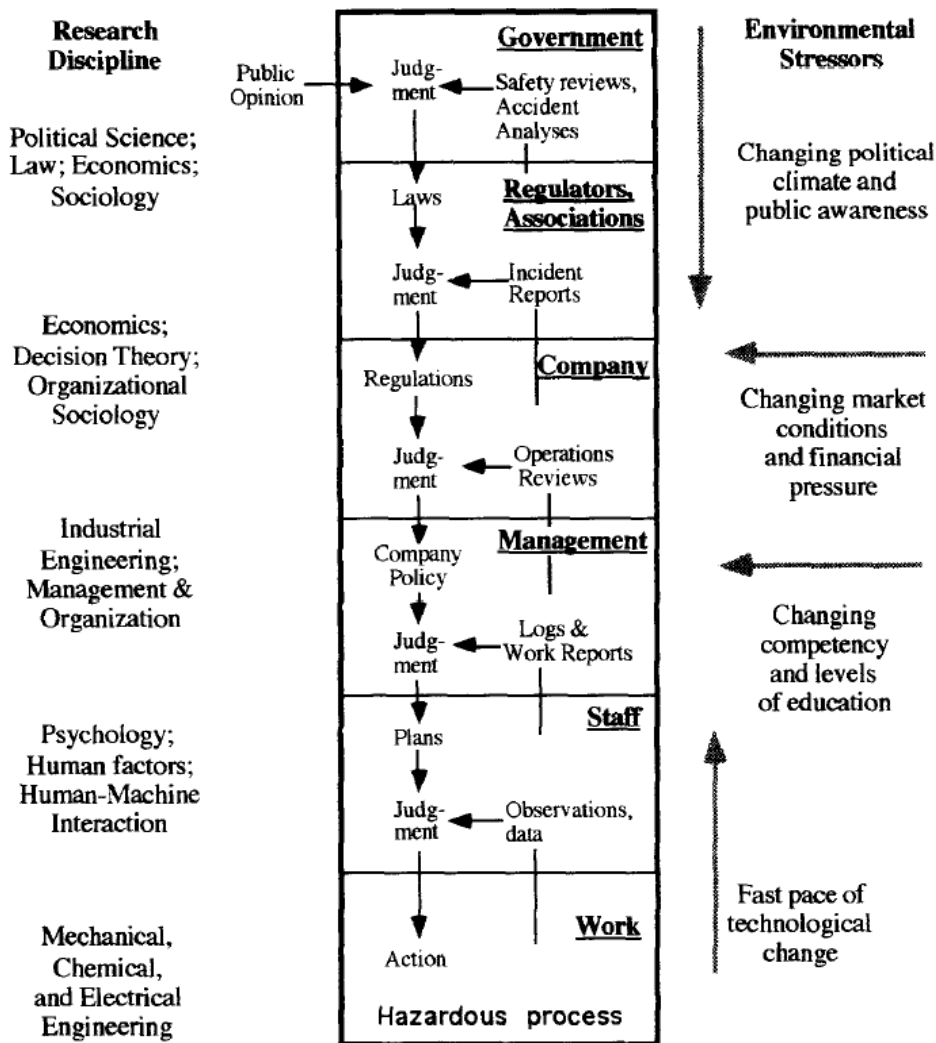 Research
Discipline
Political Science;
Law; Economics;
Sociology
Economics;
Decision Theory;
Organizational
Sociology
Industrial
Engineering;
Management &
Organization
Psychology;
Human factors;
Human-Machine
Interaction
Mechanical,
Chemical,
and Electrical
Engineering
Public
Opinion
Government
Judg-
ment
Safety reviews,
Accident
Analyses
Laws
Regulators,
Associations
Judg-
ment
Incident
Reports
Company
Regulations
Judg-
ment
Operations
Reviews
Management
Company
Policy
Judg-
ment
Logs &
Work Reports
Staff
Plans
Judg-
ment
Observations,
data
Work
Action
Hazardous process
Environmental
Stressors
Changing political
climate and
public awareness
Changing market
conditions
and financial
pressure
Changing
competency
and levels
of education
Fast pace of
technological
change